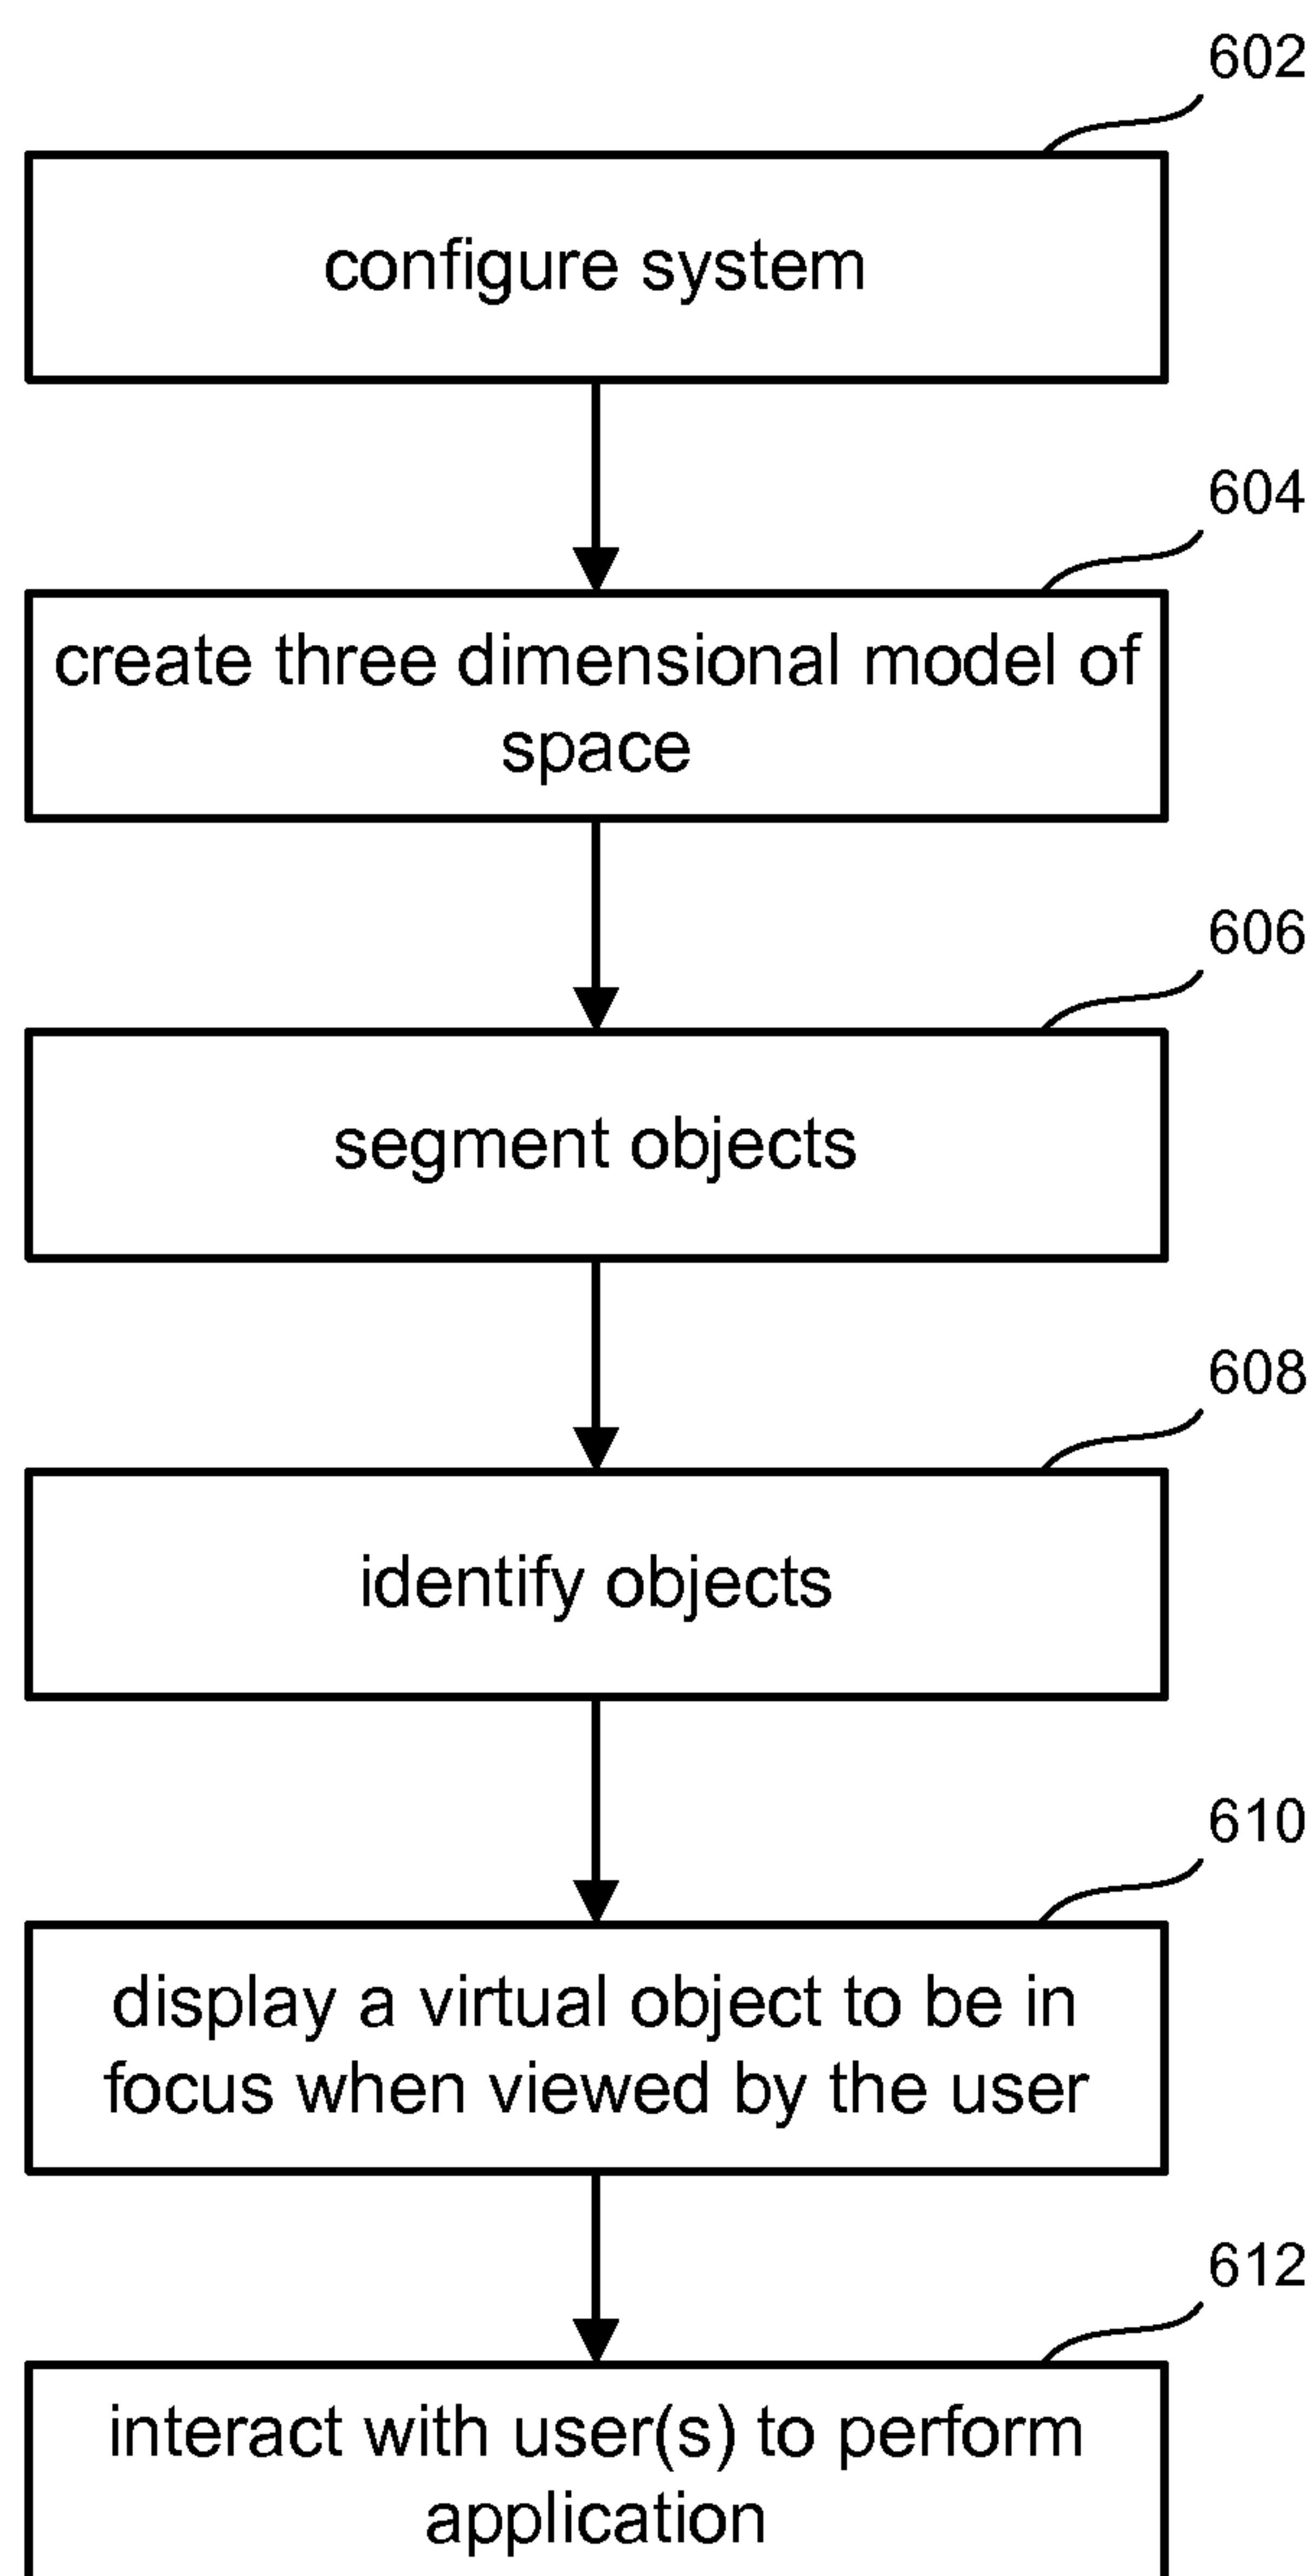 602
configure system
604
create three dimensional model of
space
606
segment objects
608
identify objects
610
display a virtual object to be in
focus when viewed by the user
612
interact with user(s) to perform
application